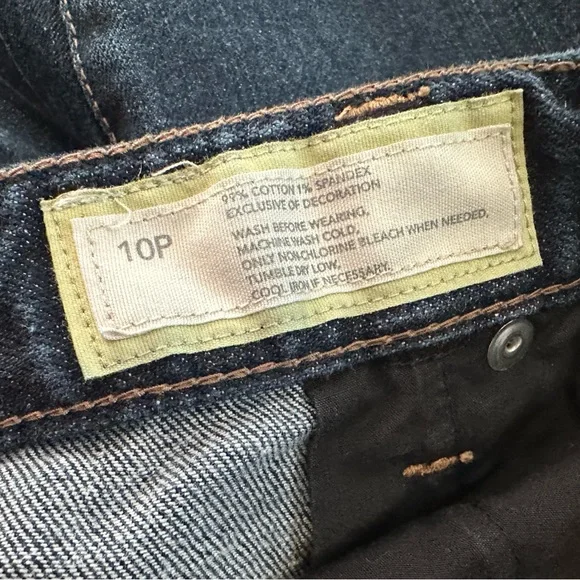 10P
99% COTTON 1% SPANDEX
EXCLUSIVE OF DECORATION
WASH BEFORE WEARING,
MACHINE WASH COLD,
ONLY NON-CHLORINE BLEACH WHEN NEEDED,
TUMBLE DRY LOW,
COOL IRON IF NECESSARY.